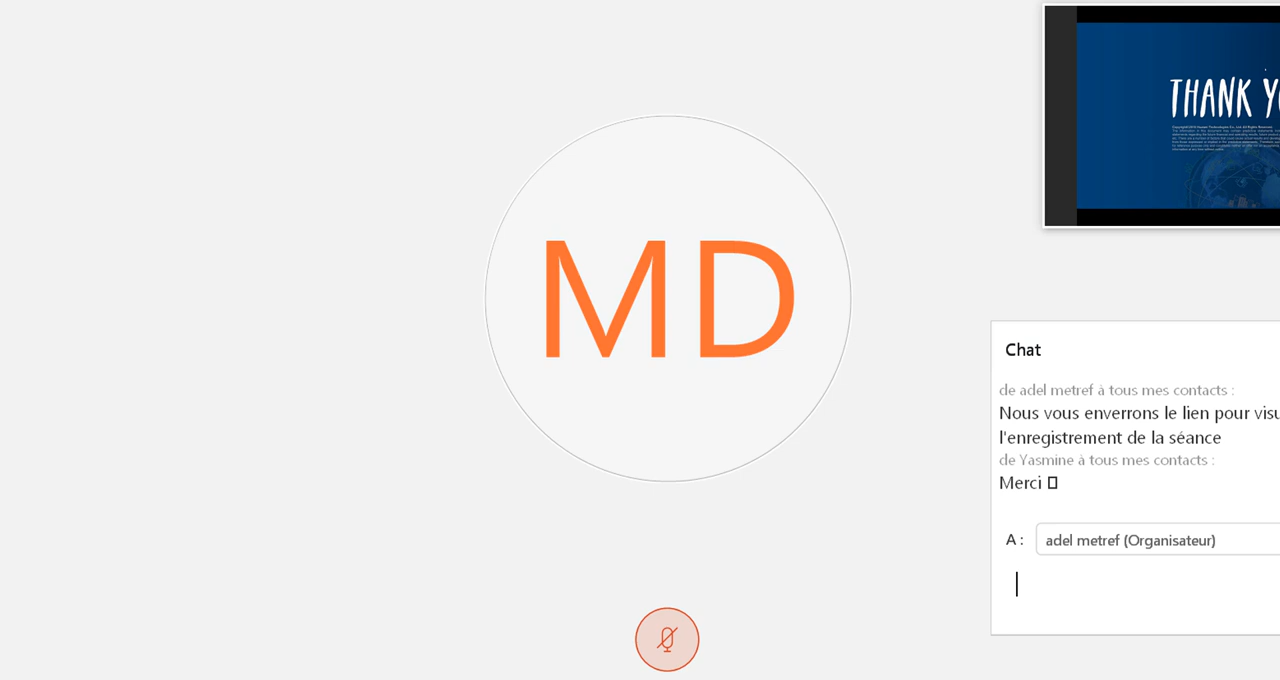 THANK
MD
Chat
de adel metref à tous mes contacts :
Nous vous enverrons le lien pour
l'enregistrement de la séance
de Yasmine à tous mes contacts :
Merci
A :
adel metref (Organisateur)